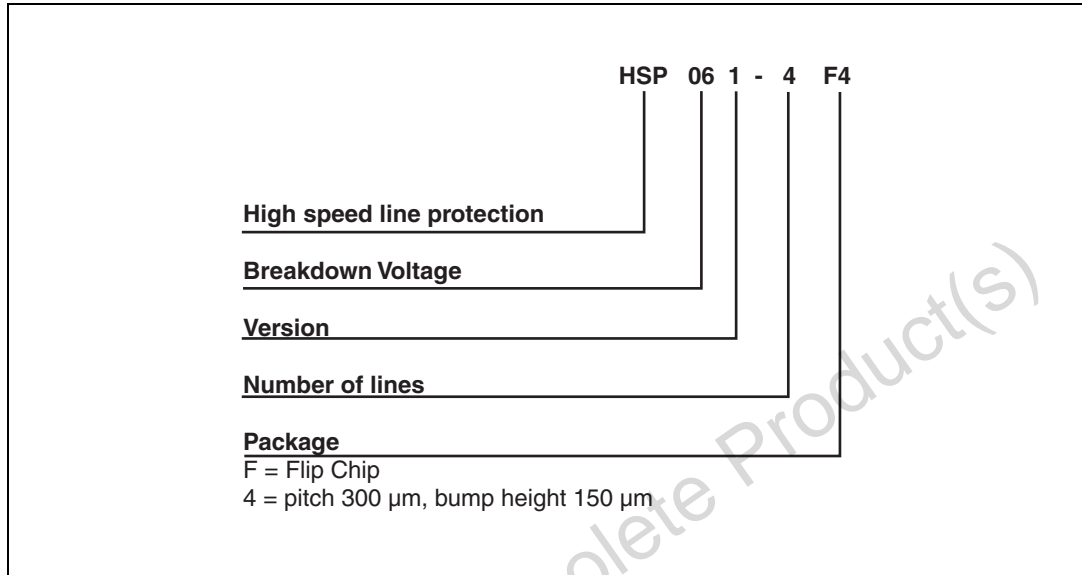 HSP 06 1 - 4 F4
High speed line protection
Breakdown Voltage
Version
Number of lines
Package
F = Flip Chip
4 = pitch 300 µm, bump height 150 µm
olete Product(s)